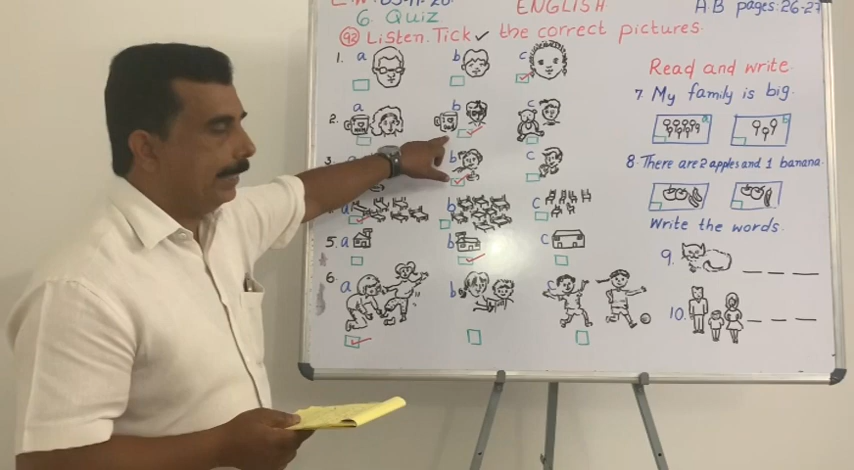 ENGLISH
A.B pages: 26-27
6. Quiz
92 Listen. Tick ✓ the correct pictures.
1. a b c
2. a b c
3. a b c
4. a b c
5. a b c
6. a b c
Read and write.
7. My family is big.
a b
8. There are 2 apples and 1 banana.
Write the words.
9. _ _ _
10. _ _ _